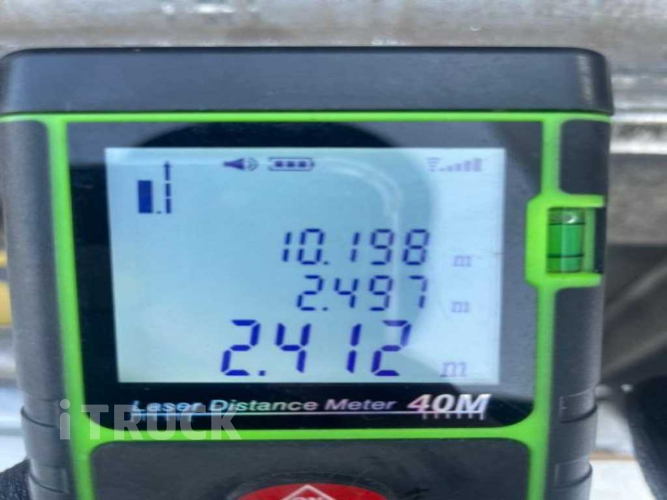 10.198 m
2.497 m
2.412 m
Laser Distance Meter 40M
iTRUCK